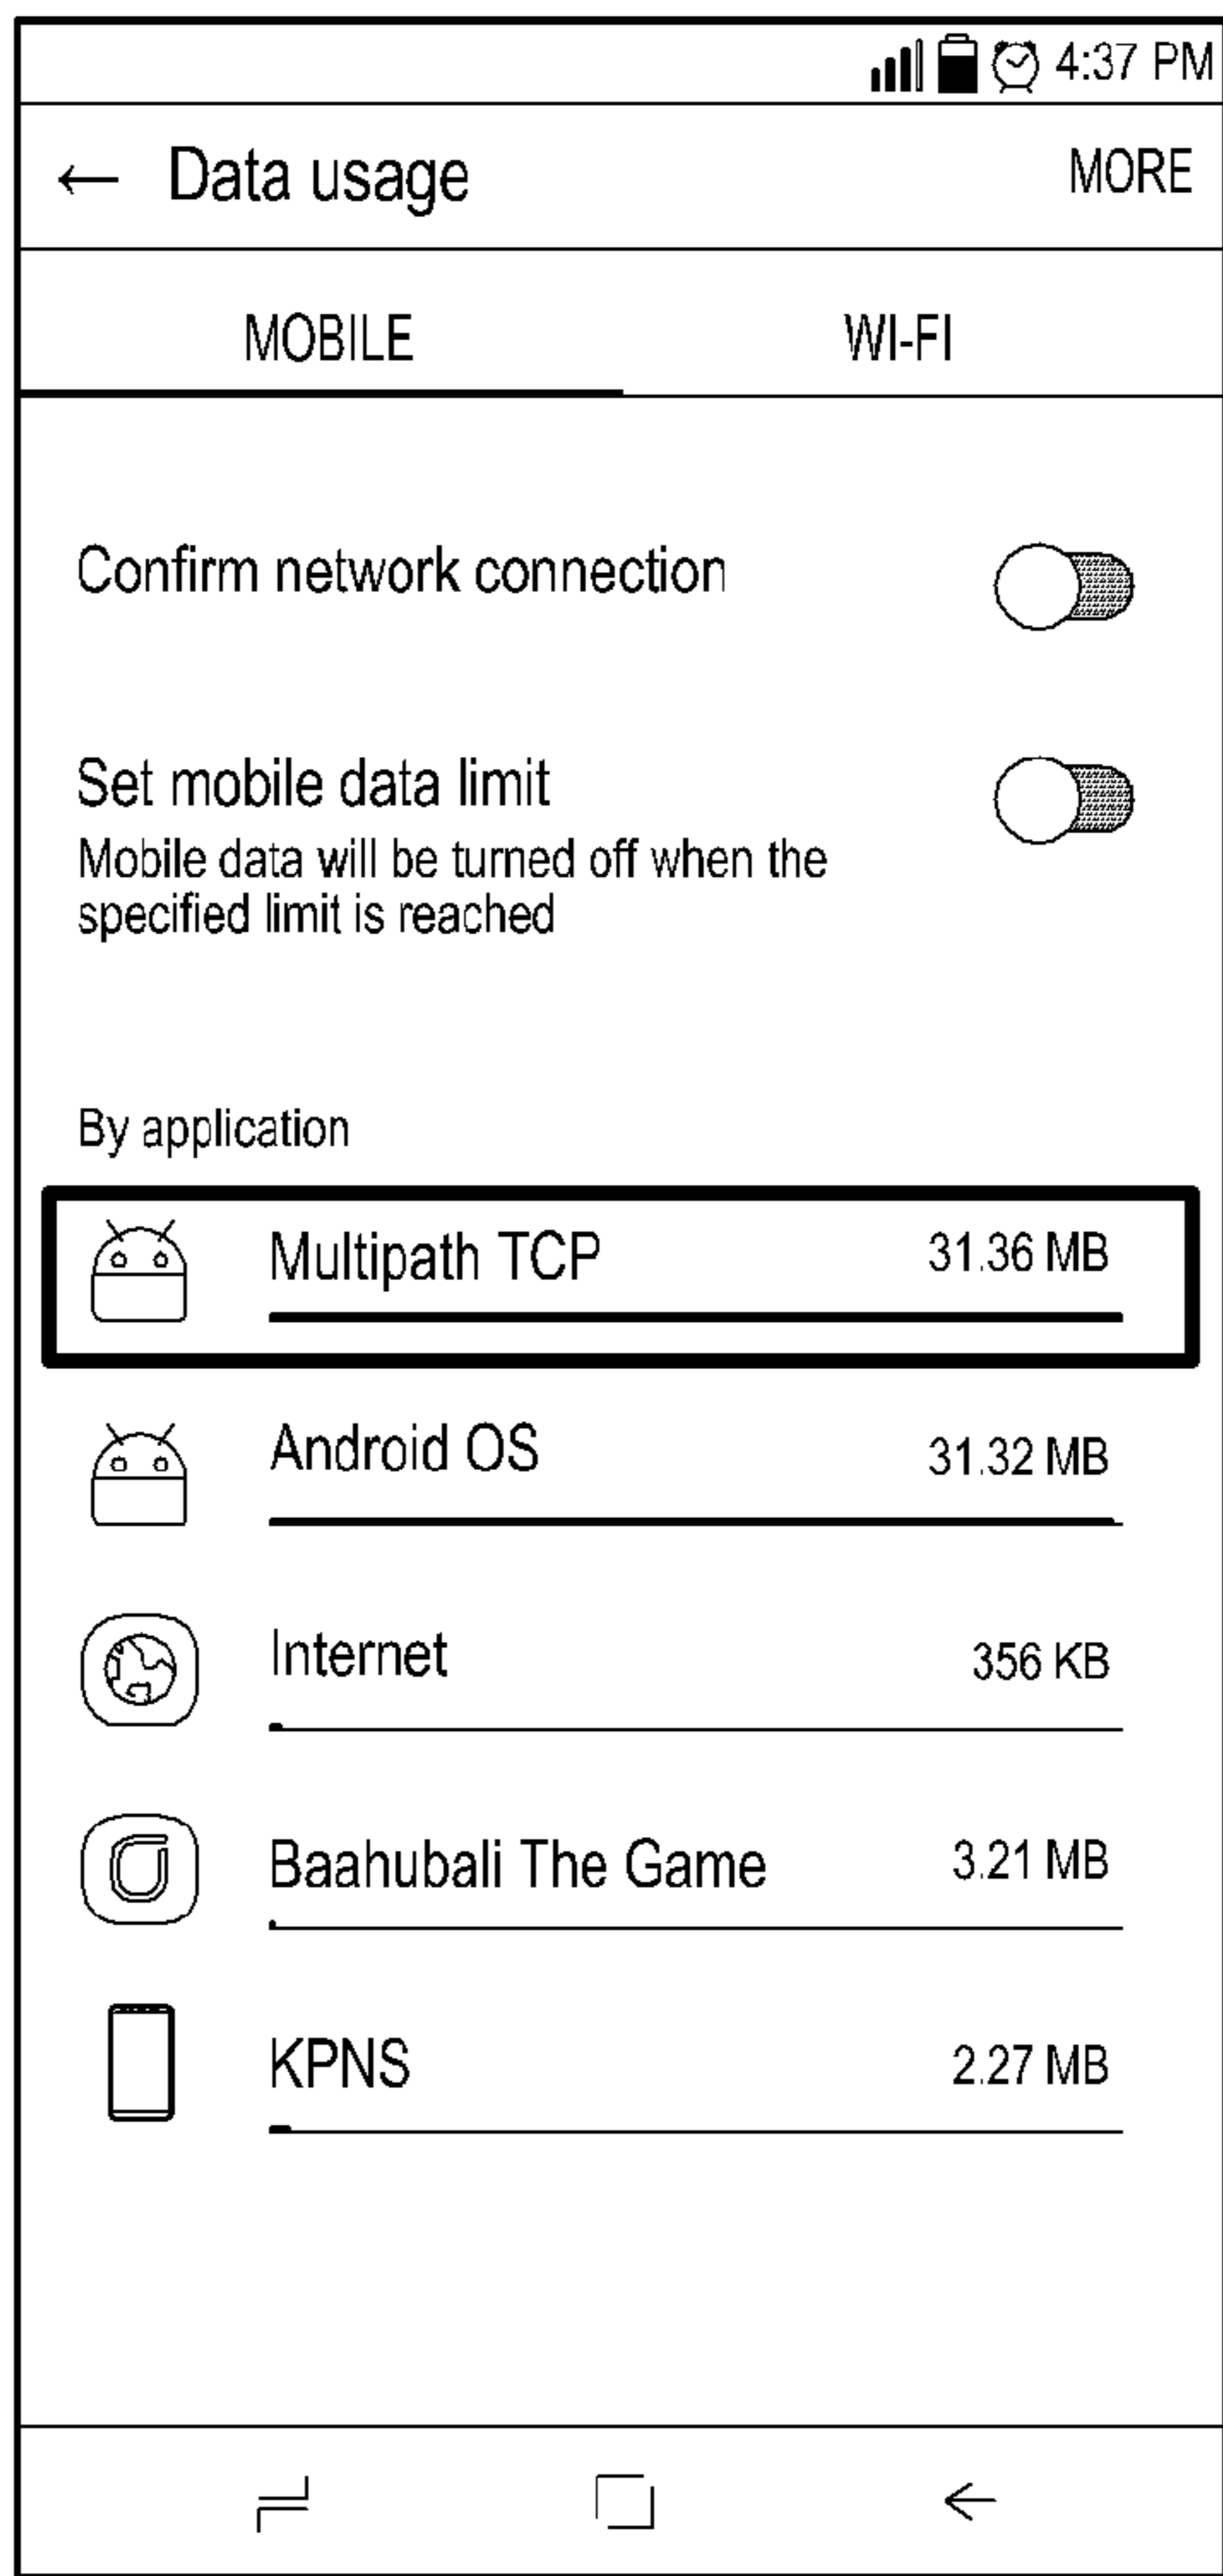 4:37 PM
Data usage MORE
MOBILE WI-FI
Confirm network connection
Set mobile data limit
Mobile data will be turned off when the
specified limit is reached
By application
Multipath TCP 31.36 MB
Android OS 31.32 MB
Internet 356 KB
Baahubali The Game 3.21 MB
KPNS 2.27 MB